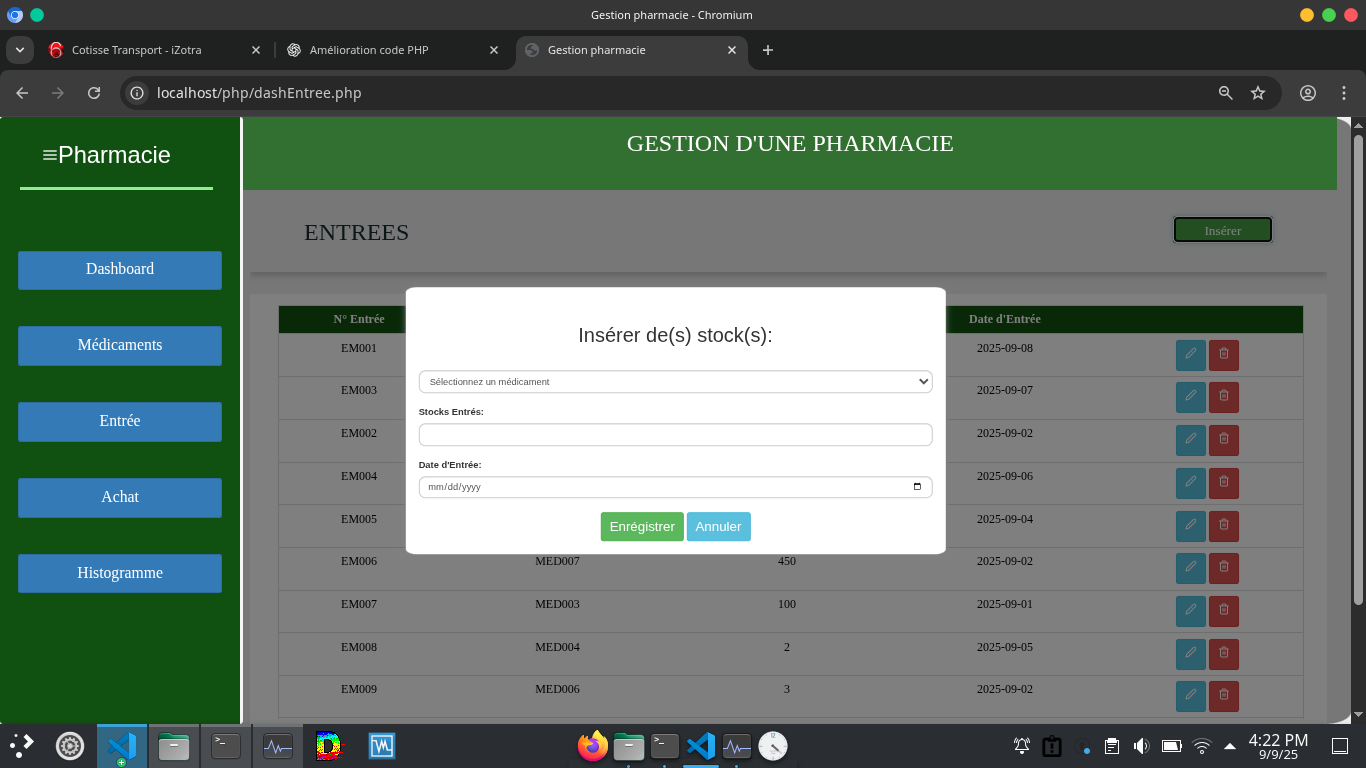 Gestion pharmacie - Chromium
Cotisse Transport - iZotra
Amélioration code PHP
Gestion pharmacie
localhost/php/dashEntree.php
Pharmacie
GESTION D'UNE PHARMACIE
Dashboard
Médicaments
Entrée
Achat
Histogramme
ENTREES
Insérer
N° Entrée Date d'Entrée
EM001 2025-09-08
EM003 2025-09-07
EM002 2025-09-02
EM004 2025-09-06
EM005 2025-09-04
EM006 MED007 450 2025-09-02
EM007 MED003 100 2025-09-01
EM008 MED004 2 2025-09-05
EM009 MED006 3 2025-09-02
Insérer de(s) stock(s):
Sélectionnez un médicament
Stocks Entrés:
Date d'Entrée:
mm/dd/yyyy
Enrégistrer Annuler
4:22 PM
9/9/25